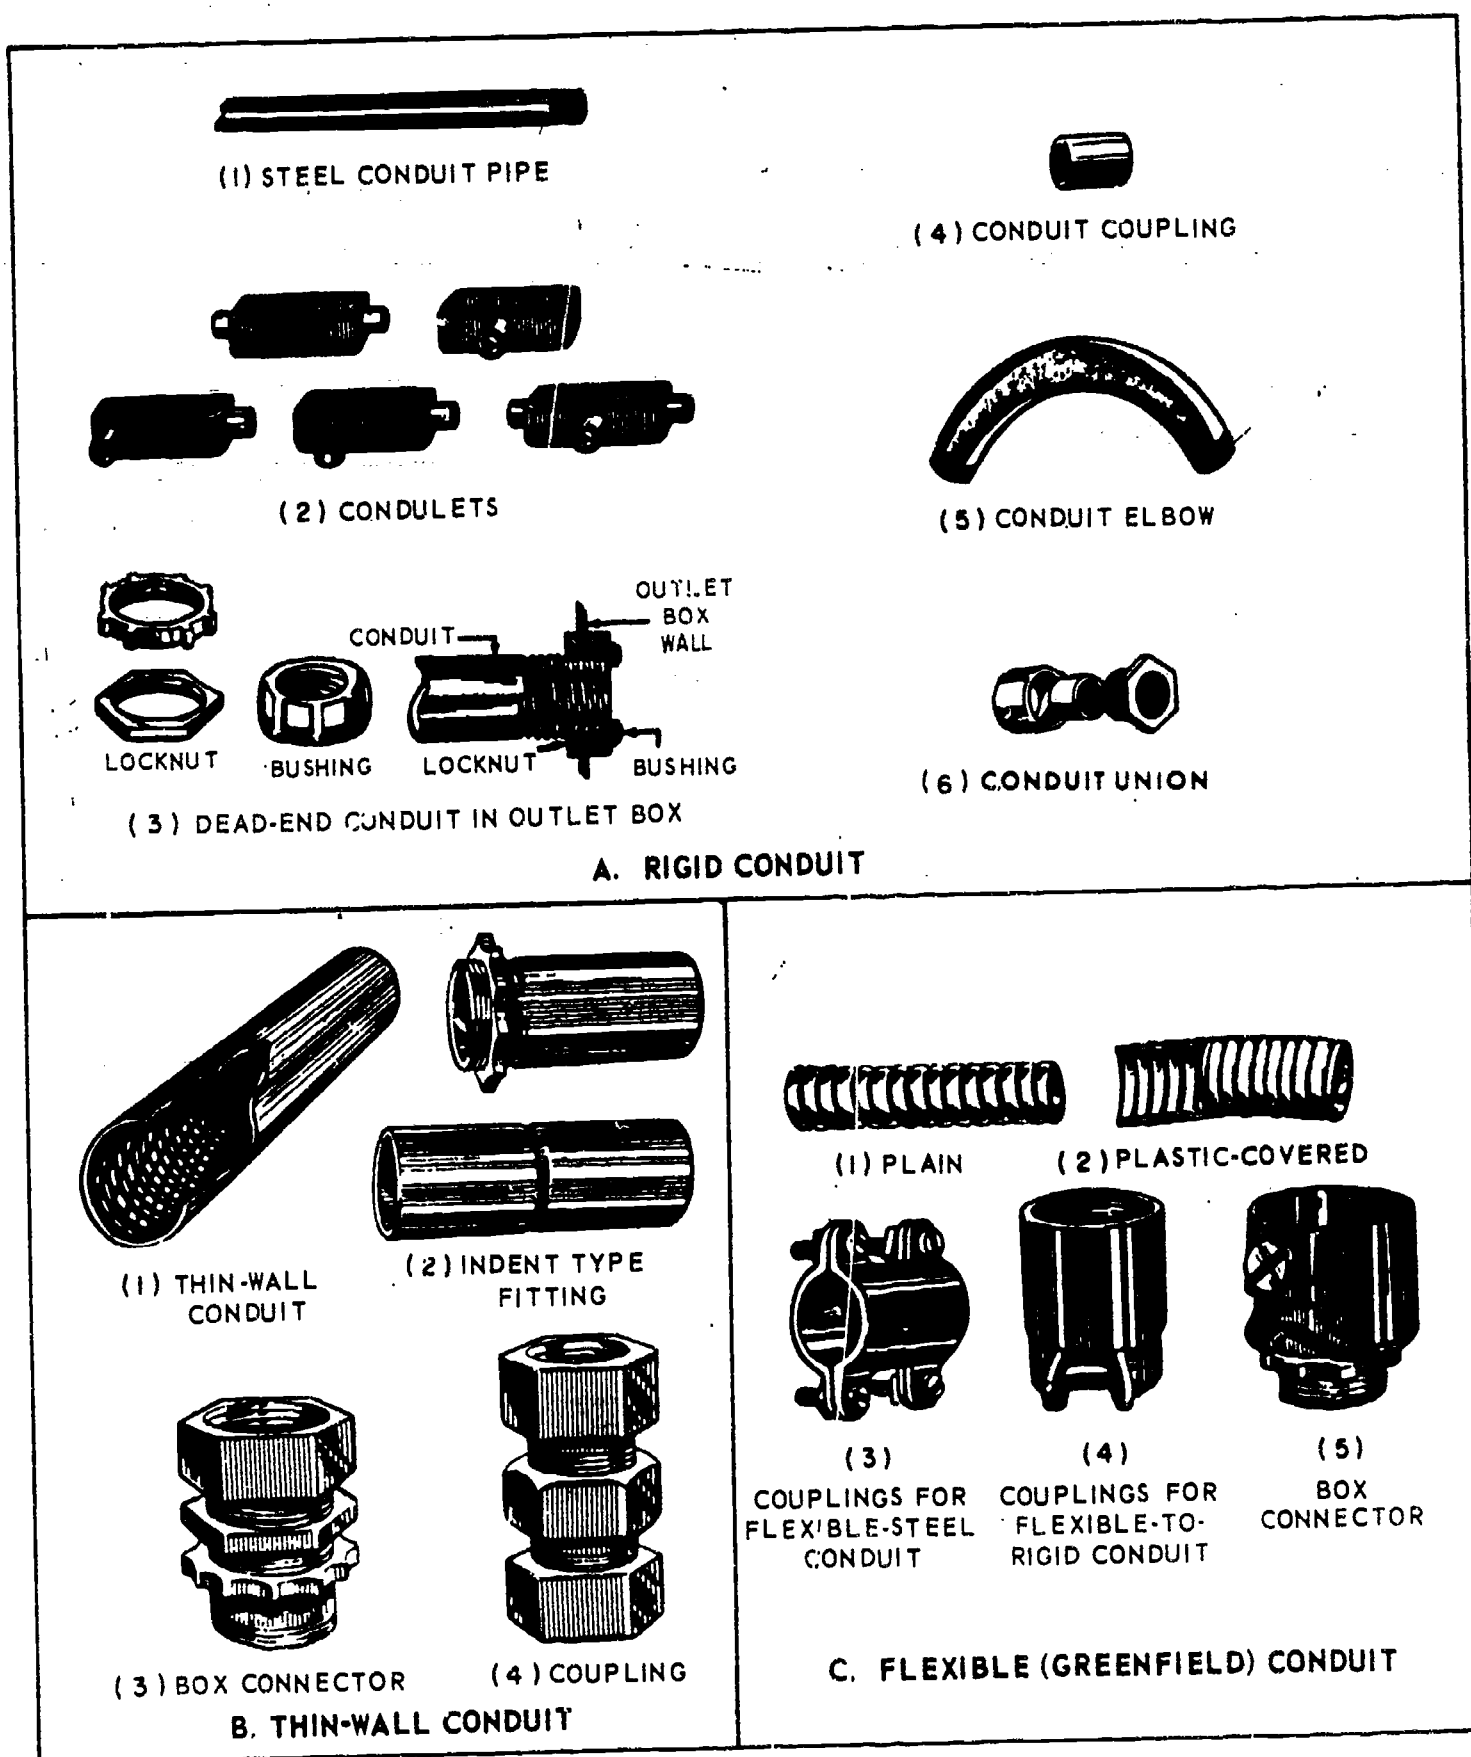 (1) STEEL CONDUIT PIPE
(4) CONDUIT COUPLING
(2) CONDULETS
(5) CONDUIT ELBOW
OUTLET
BOX
WALL
CONDUIT
LOCKNUT
BUSHING
LOCKNUT
BUSHING
(3) DEAD-END CONDUIT IN OUTLET BOX
(6) CONDUIT UNION
A. RIGID CONDUIT
(1) THIN-WALL
CONDUIT
(2) INDENT TYPE
FITTING
(3) BOX CONNECTOR
(4) COUPLING
B. THIN-WALL CONDUIT
(1) PLAIN
(2) PLASTIC-COVERED
(3)
COUPLINGS FOR
FLEXIBLE-STEEL
CONDUIT
(4)
COUPLINGS FOR
FLEXIBLE-TO-
RIGID CONDUIT
(5)
BOX
CONNECTOR
C. FLEXIBLE (GREENFIELD) CONDUIT